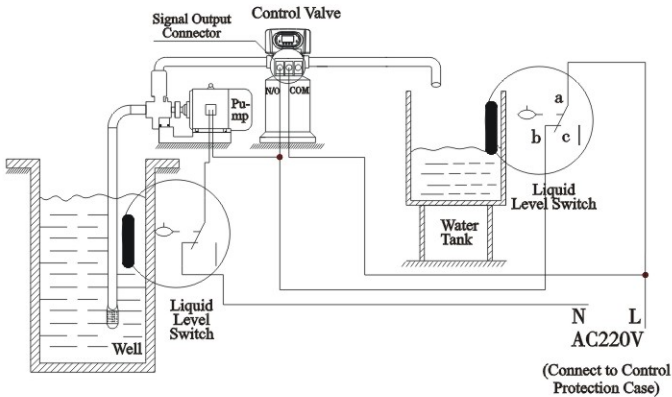 Control Valve
Signal Output
Connector
N/O COM
Pu-
mp
a
b c
Liquid
Level Switch
Water
Tank
Liquid
Level
Switch
Well
N L
AC220V
(Connect to Control
Protection Case)